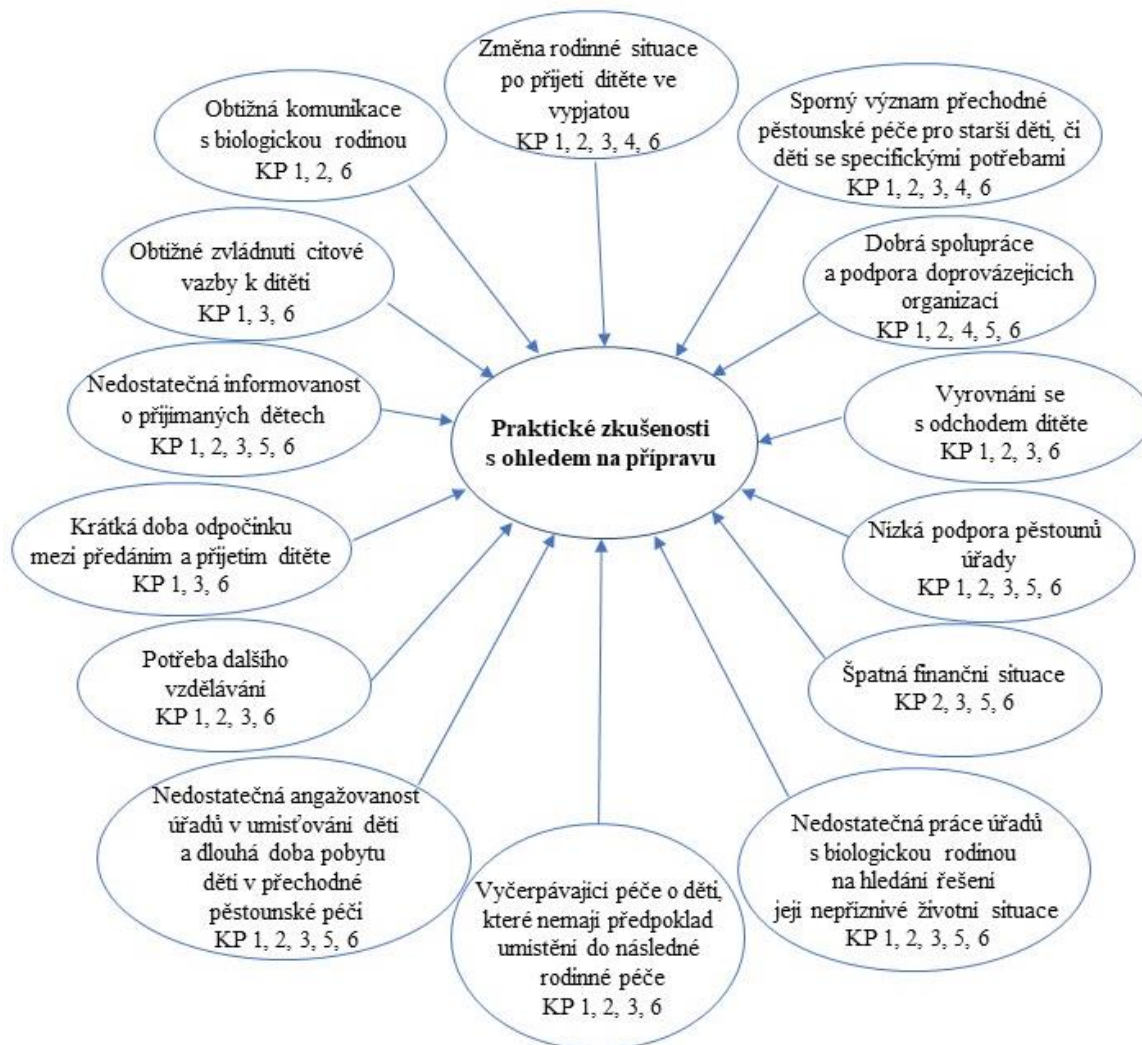 Změna rodinné situace
po přijetí dítěte ve
vypjatou
KP 1, 2, 3, 4, 6
Obtížná komunikace
s biologickou rodinou
KP 1, 2, 6
Sporný význam přechodné
pěstounské péče pro starší děti, či
děti se specifickými potřebami
KP 1, 2, 3, 4, 6
Obtížné zvládnutí citové
vazby k dítěti
KP 1, 3, 6
Dobrá spolupráce
a podpora doprovázejících
organizací
KP 1, 2, 4, 5, 6
Nedostatečná informovanost
o přijímaných dětech
KP 1, 2, 3, 5, 6
Praktické zkušenosti
s ohledem na přípravu
Vyrovnání se
s odchodem dítěte
KP 1, 2, 3, 6
Krátká doba odpočinku
mezi předáním a přijetím dítěte
KP 1, 3, 6
Nízká podpora pěstounů
úřady
KP 1, 2, 3, 5, 6
Potřeba dalšího
vzdělávání
KP 1, 2, 3, 6
Špatná finanční situace
KP 2, 3, 5, 6
Nedostatečná angažovanost
úřadů v umisťování dětí
a dlouhá doba pobytu
dětí v přechodné
pěstounské péči
KP 1, 2, 3, 5, 6
Vyčerpávající péče o děti,
které nemají předpoklad
umístění do následné
rodinné péče
KP 1, 2, 3, 6
Nedostatečná práce úřadů
s biologickou rodinou
na hledání řešení
její nepříznivé životní situace
KP 1, 2, 3, 5, 6